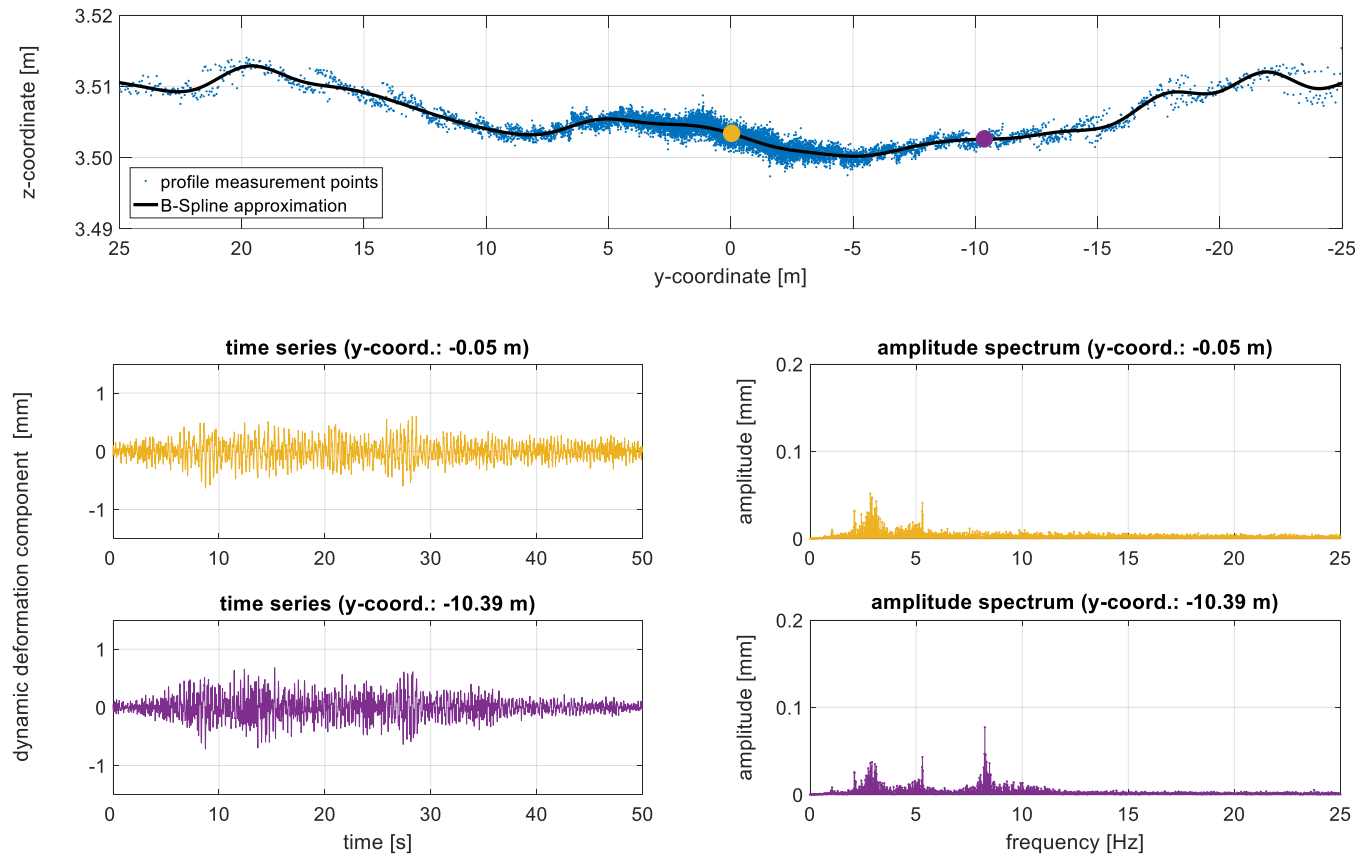 3.52
3.51
3.50
3.49
z-coordinate [m]
profile measurement points
B-Spline approximation
25 20 15 10 5 0 -5 -10 -15 -20 -25
y-coordinate [m]
dynamic deformation component [mm]
time series (y-coord.: -0.05 m)
1
0
-1
0 10 20 30 40 50
amplitude spectrum (y-coord.: -0.05 m)
amplitude [mm]
0.2
0.1
0
0 5 10 15 20 25
time series (y-coord.: -10.39 m)
1
0
-1
0 10 20 30 40 50
time [s]
amplitude spectrum (y-coord.: -10.39 m)
amplitude [mm]
0.2
0.1
0
0 5 10 15 20 25
frequency [Hz]